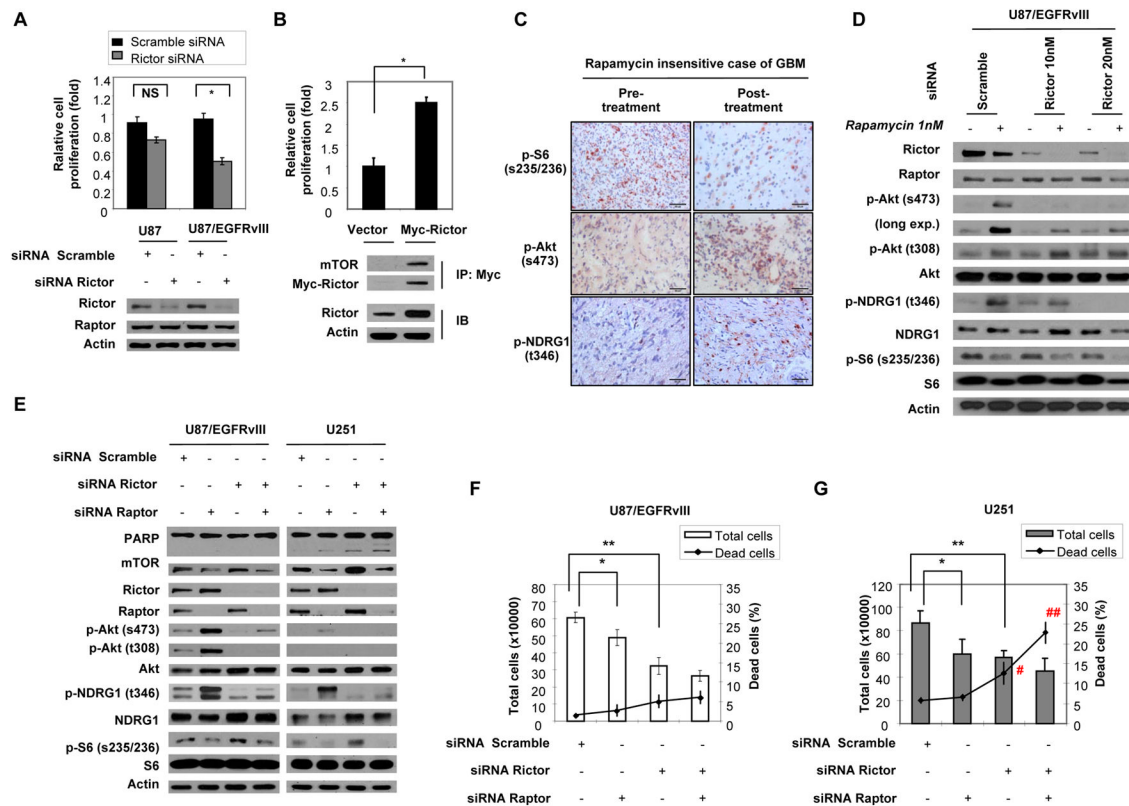 A
Scramble siRNA
Rictor siRNA
Ralative cell
proliferation (fold)
1.4
1.2
1
0.8
0.6
0.4
0.2
0
NS
*
U87
U87/EGFRvIII
siRNA Scramble
+ - + -
siRNA Rictor
- + - +
Rictor
Raptor
Actin
B
Relative cell
proliferation (fold)
3
2.5
2
1.5
1
2.5
0
*
Vector
Myc-Rictor
mTOR
Myc-Rictor
IP: Myc
Rictor
Actin
IB
C
Rapamycin insensitive case of GBM
Pre-
treatment
Post-
treatment
p-S6
(s235/236)
p-Akt
(s473)
p-NDRG1
(t346)
D
U87/EGFRvIII
siRNA
Scramble
Rictor 10nM
Rictor 20nM
Rapamycin 1nM
- + - + - +
Rictor
Raptor
p-Akt (s473)
(long exp.)
p-Akt (t308)
Akt
p-NDRG1 (t346)
NDRG1
p-S6 (s235/236)
S6
Actin
E
U87/EGFRvIII
U251
siRNA Scramble
+ - - - + - - -
siRNA Rictor
- - + + - - + +
siRNA Raptor
- + - + - + - +
PARP
mTOR
Rictor
Raptor
p-Akt (s473)
p-Akt (t308)
Akt
p-NDRG1 (t346)
NDRG1
p-S6 (s235/236)
S6
Actin
F
U87/EGFRvIII
Total cells
Dead cells
**
*
Total cells (x10000)
80
70
60
50
40
30
20
10
0
35
30
25
20
15
10
5
0
Dead cells (%)
siRNA Scramble
+ - - -
siRNA Rictor
- - + +
siRNA Raptor
- + - +
G
U251
Total cells
Dead cells
**
*
#
##
Total cells (x10000)
120
100
80
60
40
20
0
35
30
25
20
15
10
5
0
Dead cells (%)
siRNA Scramble
+ - - -
siRNA Rictor
- - + +
siRNA Raptor
- + - +